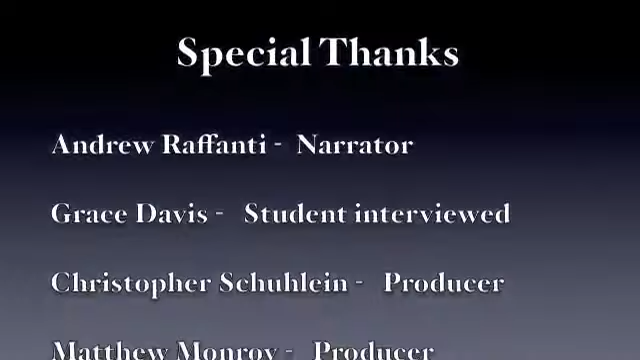 Special Thanks
Andrew Raffanti - Narrator
Grace Davis - Student interviewed
Christopher Schuhlein - Producer
Matthew Monroy - Producer